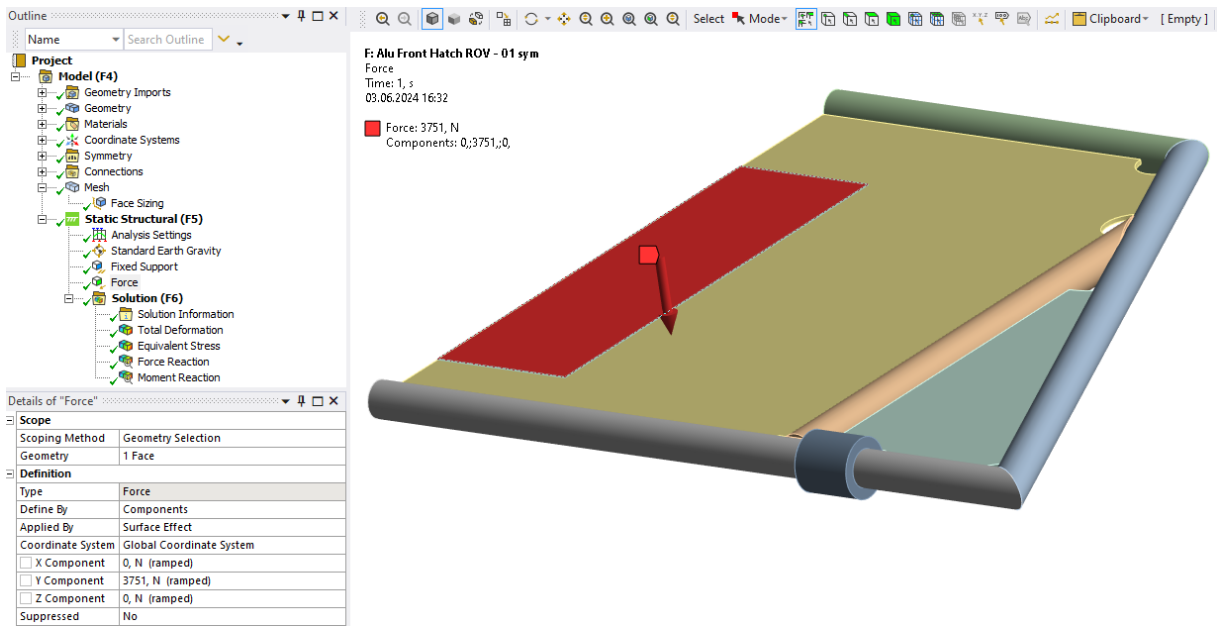 Outline
Name
Search Outline
Project
Model (F4)
Geometry Imports
Geometry
Materials
Coordinate Systems
Symmetry
Connections
Mesh
Face Sizing
Static Structural (F5)
Analysis Settings
Standard Earth Gravity
Fixed Support
Force
Solution (F6)
Solution Information
Total Deformation
Equivalent Stress
Force Reaction
Moment Reaction
Details of "Force"
Scope
Scoping Method Geometry Selection
Geometry 1 Face
Definition
Type Force
Define By Components
Applied By Surface Effect
Coordinate System Global Coordinate System
X Component 0, N (ramped)
Y Component 3751, N (ramped)
Z Component 0, N (ramped)
Suppressed No
Select Mode Clipboard [ Empty ]
F: Alu Front Hatch ROV - 01 sym
Force
Time: 1, s
03.06.2024 16:32
Force: 3751, N
Components: 0,;3751,;0,